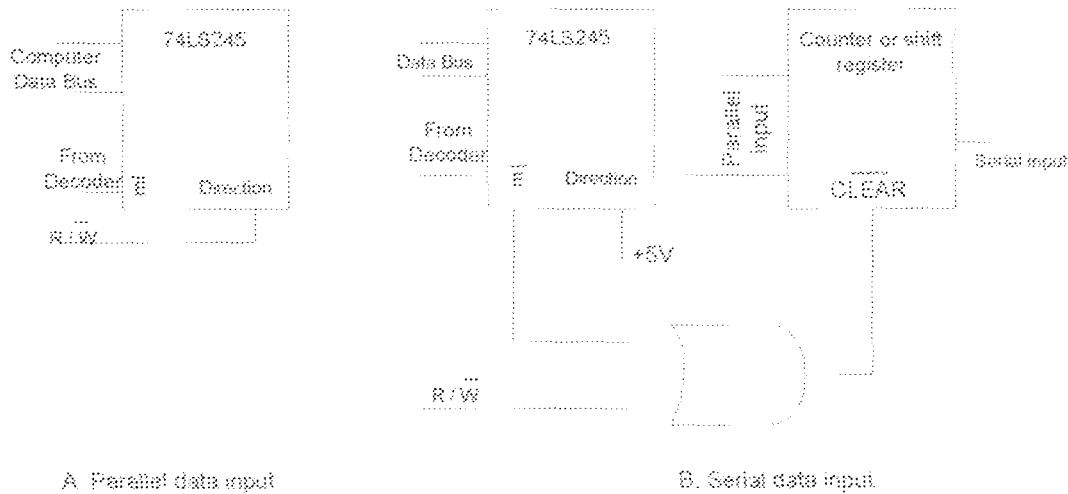 74LS245
Computer
Data Bus
From
Decoder
E
Direction
R / W
74LS245
Data Bus
From
Decoder
E
Direction
+5V
Parallel
input
Counter or shift
register
CLEAR
Serial input
R / W
A. Parallel data input
B. Serial data input